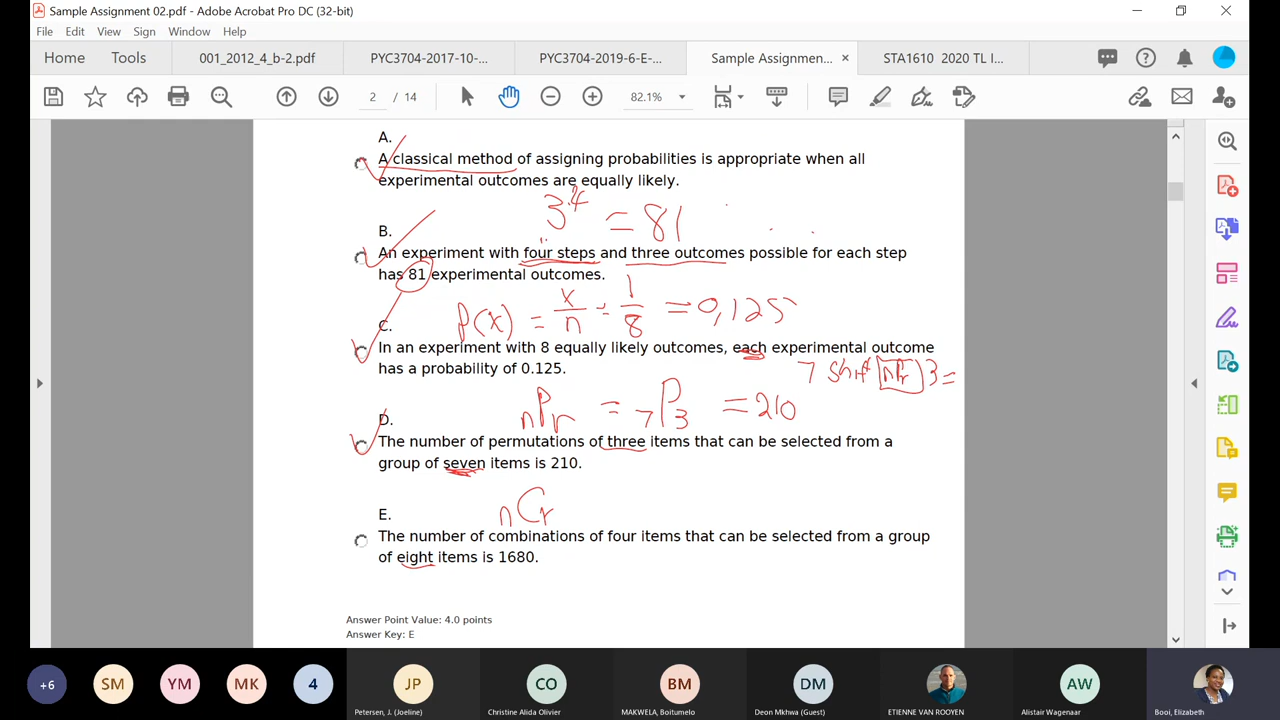 Sample Assignment 02.pdf - Adobe Acrobat Pro DC (32-bit)
File Edit View Sign Window Help
Home Tools 001_2012_4_b-2.pdf PYC3704-2017-10-... PYC3704-2019-6-E-... Sample Assignmen... × STA1610 2020 TL I...
2 / 14 82.1%
A.
A classical method of assigning probabilities is appropriate when all
experimental outcomes are equally likely.
3^4 = 81
B.
An experiment with four steps and three outcomes possible for each step
has 81 experimental outcomes.
P(x) = x/n = 1/8 = 0,125
C.
In an experiment with 8 equally likely outcomes, each experimental outcome
has a probability of 0.125.
7 Shift nPr 3 =
nPr = 7P3 = 210
D.
The number of permutations of three items that can be selected from a
group of seven items is 210.
nCr
E.
The number of combinations of four items that can be selected from a group
of eight items is 1680.
Answer Point Value: 4.0 points
Answer Key: E
+6 SM YM MK 4 JP CO BM DM AW
Petersen, J. (Joeline) Christine Alida Olivier MAKWELA, Boitumelo Deon Mkhwa (Guest) ETIENNE VAN ROOYEN Alistair Wagenaar Booi, Elizabeth